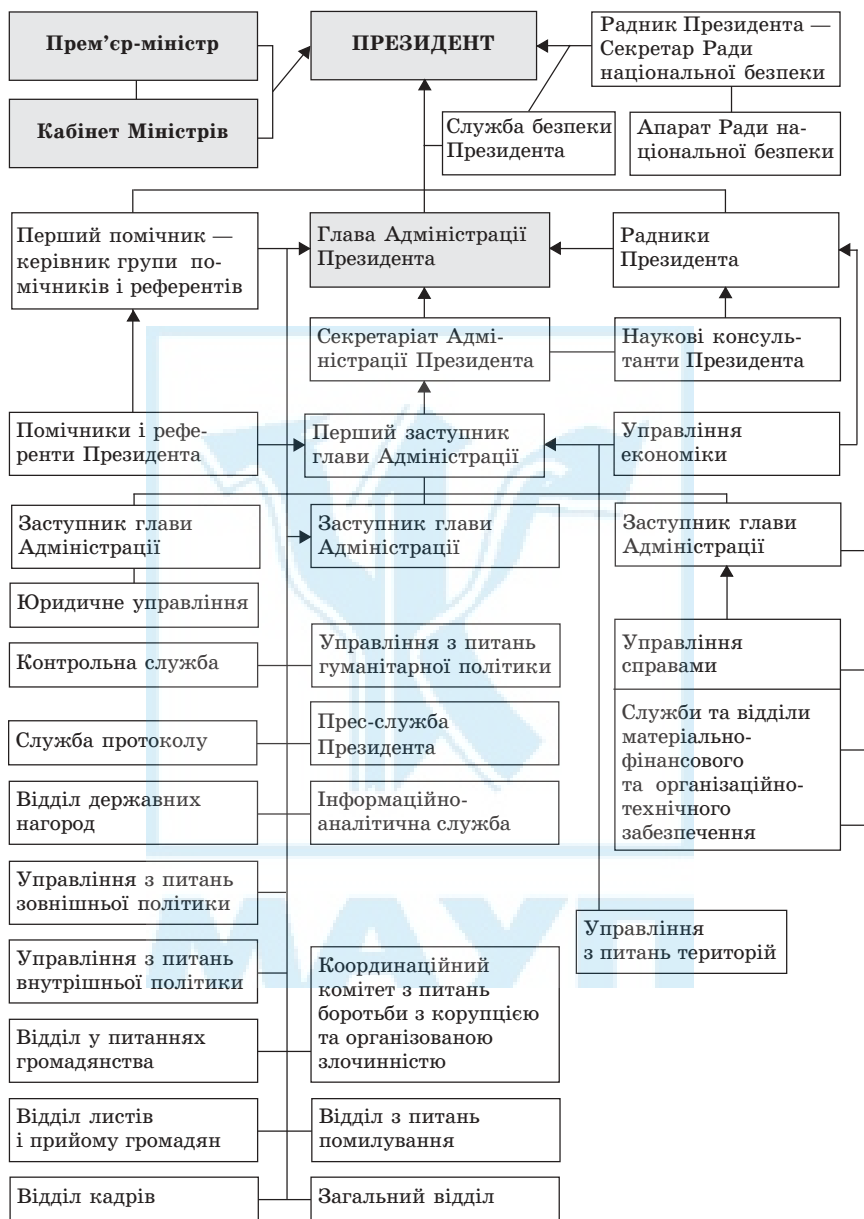 Прем’єр-міністр
ПРЕЗИДЕНТ
Радник Президента —
Секретар Ради
національної безпеки
Кабінет Міністрів
Служба безпеки
Президента
Апарат Ради на-
ціональної безпеки
Перший помічник —
керівник групи по-
мічників і референтів
Глава Адміністрації
Президента
Радники
Президента
Секретаріат Адмі-
ністрації Президента
Наукові консуль-
танти Президента
Помічники і рефе-
ренти Президента
Перший заступник
глави Адміністрації
Управління
економіки
Заступник глави
Адміністрації
Заступник глави
Адміністрації
Заступник глави
Адміністрації
Юридичне управління
Контрольна служба
Управління з питань
гуманітарної політики
Управління
справами
Служба протоколу
Прес-служба
Президента
Служби та відділи
матеріально-
фінансового
та організаційно-
технічного
забезпечення
Відділ державних
нагород
Інформаційно-
аналітична служба
Управління з питань
зовнішньої політики
Управління
з питань територій
Управління з питань
внутрішньої політики
Координаційний
комітет з питань
боротьби з корупцією
та організованою
злочинністю
Відділ у питаннях
громадянства
Відділ листів
і прийому громадян
Відділ з питань
помилування
Відділ кадрів
Загальний відділ
МАУП